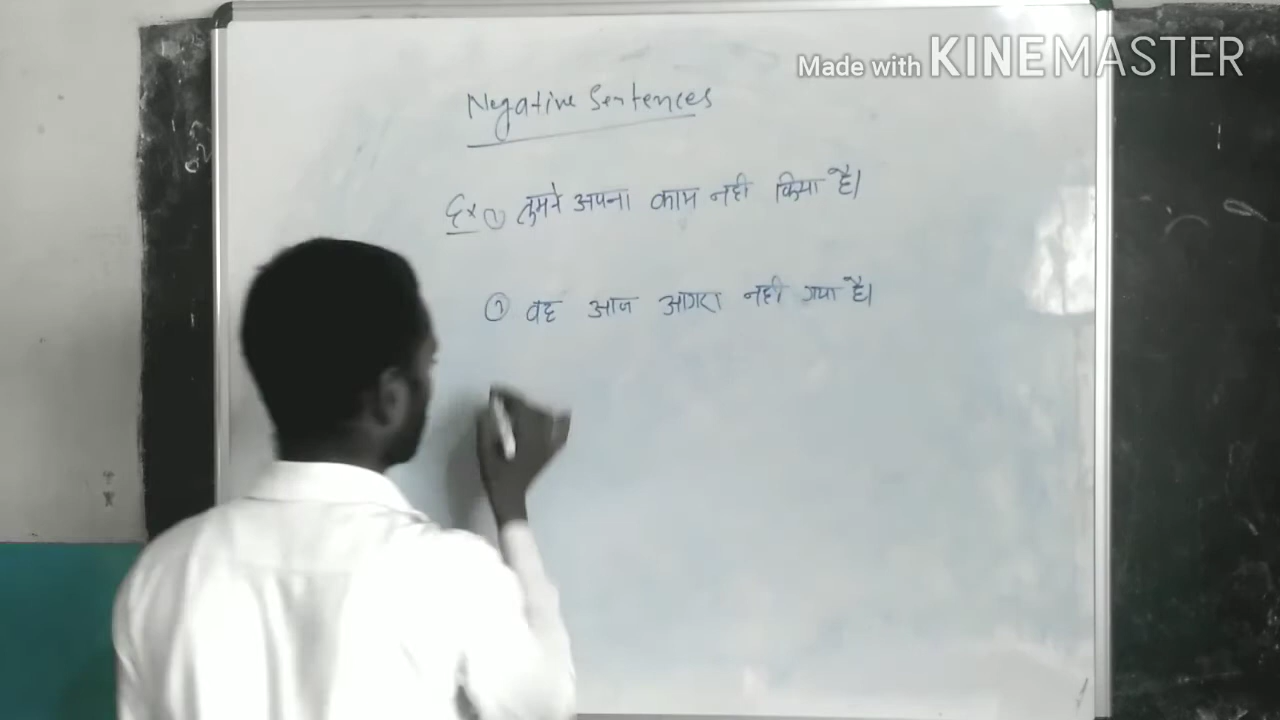 Made with KINEMASTER
Negative Sentences
Ex ① तुमने अपना काम नही किया है।
② वह आज आगरा नही गया है।